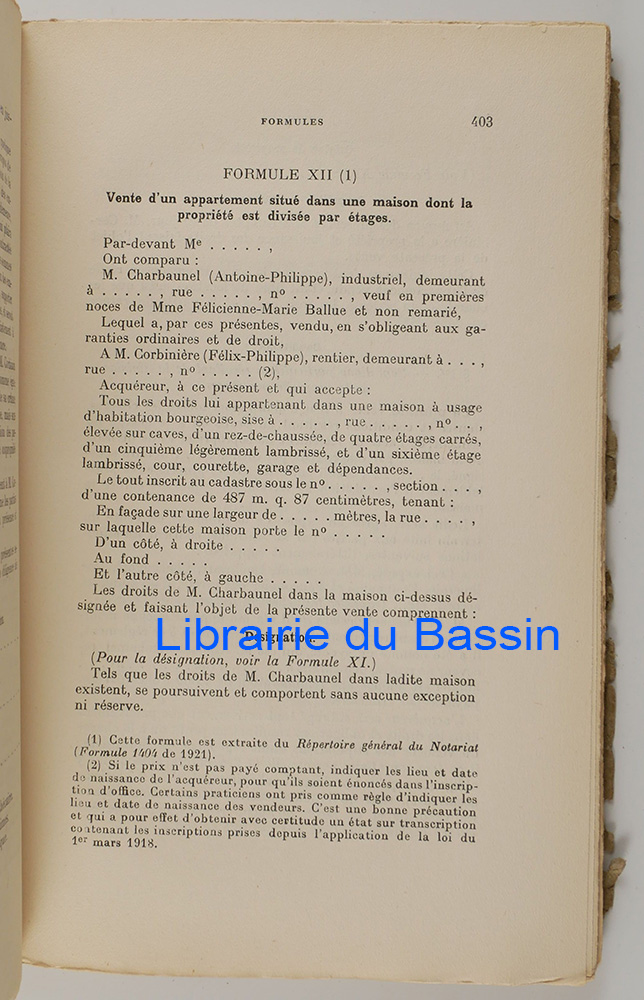 FORMULES 403
FORMULE XII (1)
Vente d'un appartement situé dans une maison dont la
propriété est divisée par étages.
Par-devant Me . . . . . ,
Ont comparu :
M. Charbaunel (Antoine-Philippe), industriel, demeurant
à . . . . . , rue . . . . . , no . . . . . , veuf en premières
noces de Mme Félicienne-Marie Ballue et non remarié,
Lequel a, par ces présentes, vendu, en s'obligeant aux ga-
ranties ordinaires et de droit,
A M. Corbinière (Félix-Philippe), rentier, demeurant à . . . ,
rue . . . . . . , no . . . . . (2),
Acquéreur, à ce présent et qui accepte :
Tous les droits lui appartenant dans une maison à usage
d'habitation bourgeoise, sise à . . . . . , rue . . . . . , no . . ,
élevée sur caves, d'un rez-de-chaussée, de quatre étages carrés,
d'un cinquième légèrement lambrissé, et d'un sixième étage
lambrissé, cour, courette, garage et dépendances.
Le tout inscrit au cadastre sous le no . . . . . , section . . . . ,
d'une contenance de 487 m. q. 87 centimètres, tenant :
En façade sur une largeur de . . . . . mètres, la rue . . . . . ,
sur laquelle cette maison porte le no . . . . .
D'un côté, à droite . . . . .
Au fond . . . . .
Et l'autre côté, à gauche . . . . .
Les droits de M. Charbaunel dans la maison ci-dessus dé-
signée et faisant l'objet de la présente vente comprennent :
Désignation.
Librairie du Bassin
(Pour la désignation, voir la Formule XI.)
Tels que les droits de M. Charbaunel dans ladite maison
existent, se poursuivent et comportent sans aucune exception
ni réserve.
(1) Cette formule est extraite du Répertoire général du Notariat
(Formule 1404 de 1921).
(2) Si le prix n'est pas payé comptant, indiquer les lieu et date
de naissance de l'acquéreur, pour qu'ils soient énoncés dans l'inscrip-
tion d'office. Certains praticiens ont pris comme règle d'indiquer les
lieu et date de naissance des vendeurs. C'est une bonne précaution
et qui a pour effet d'obtenir avec certitude un état sur transcription
contenant les inscriptions prises depuis l'application de la loi du
1er mars 1918.